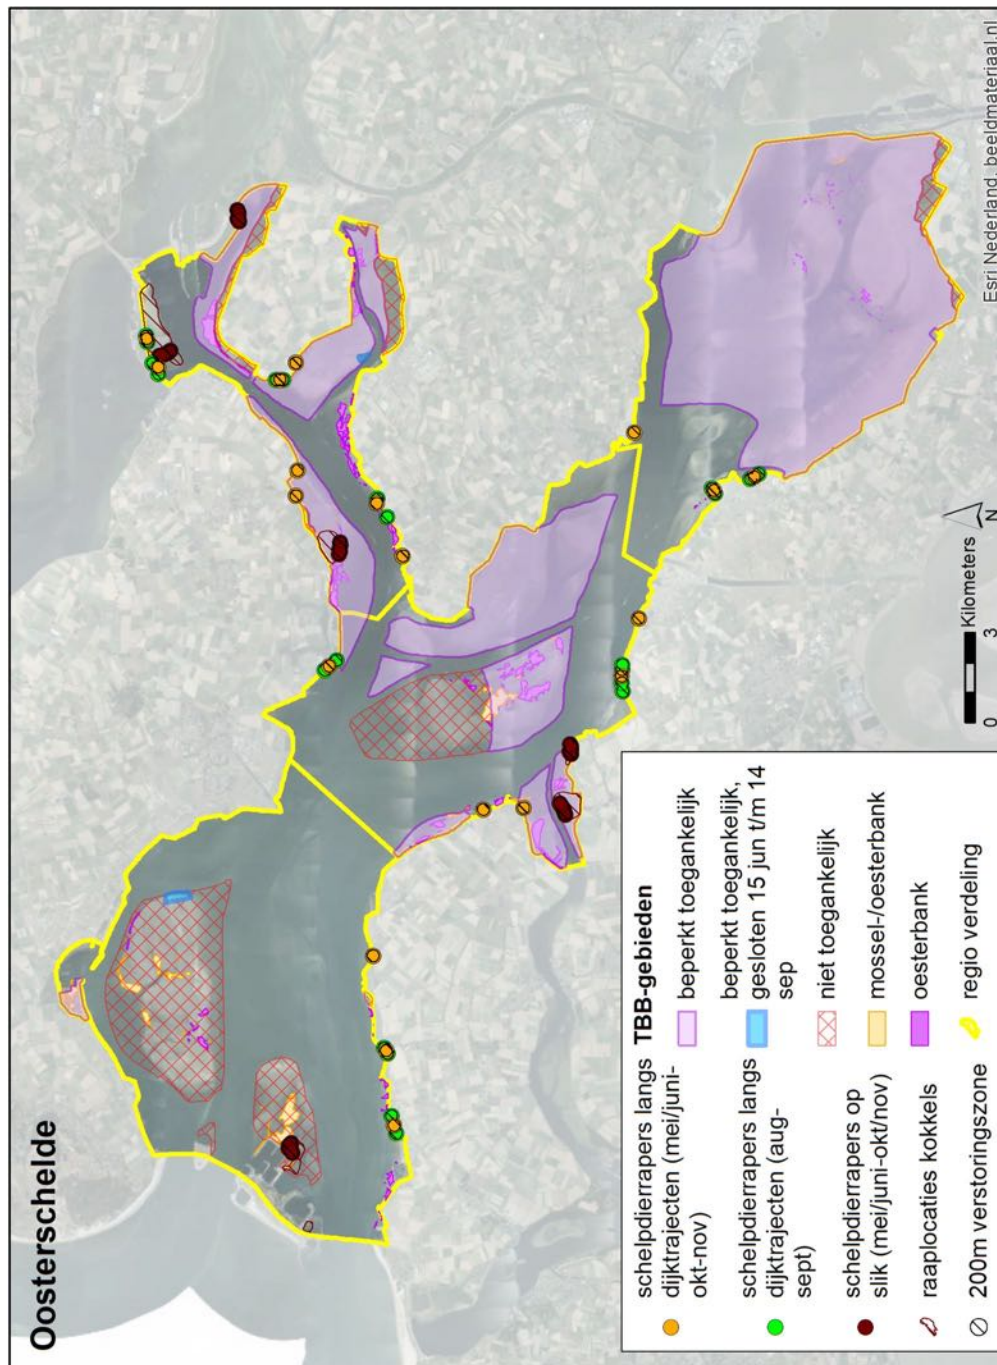 Oosterschelde
schelpdierrapers langs
dijktrajecten (mei/juni-
okt-nov)
schelpdierrapers langs
dijktrajecten (aug-
sept)
schelpdierrapers op
slik (mei/juni-okt/nov)
raaplocaties kokkels
200m verstoringszone
TBB-gebieden
beperkt toegankelijk
beperkt toegankelijk,
gesloten 15 jun t/m 14
sep
niet toegankelijk
mossel-/oesterbank
oesterbank
regio verdeling
0 3
Kilometers
N
Esri Nederland, beeldmateriaal.nl